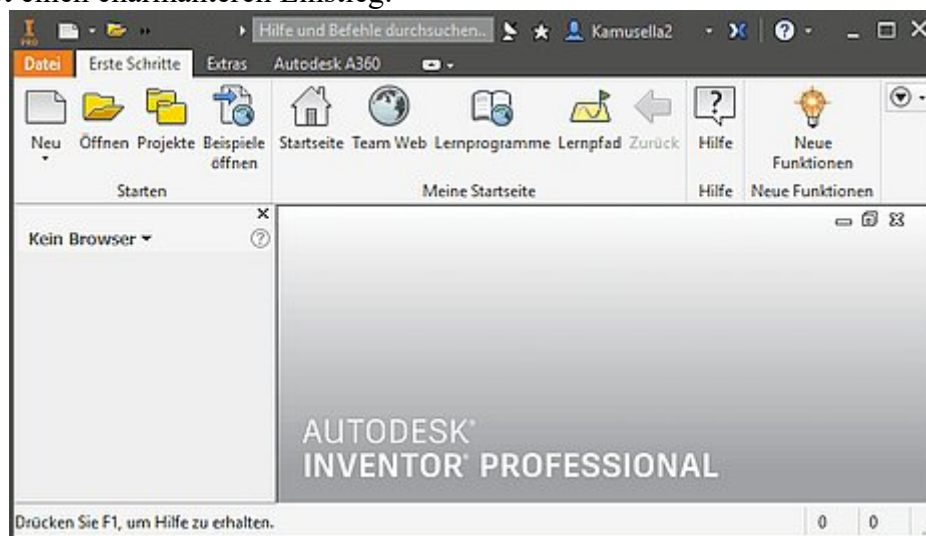 PRO Hilfe und Befehle durchsuchen.. Kamusella2
Datei Erste Schritte Extras Autodesk A360
Neu Öffnen Projekte Beispiele öffnen Startseite Team Web Lernprogramme Lernpfad Zurück Hilfe Neue Funktionen
Starten Meine Startseite Hilfe Neue Funktionen
Kein Browser
AUTODESK®
INVENTOR® PROFESSIONAL
Drücken Sie F1, um Hilfe zu erhalten. 0 0